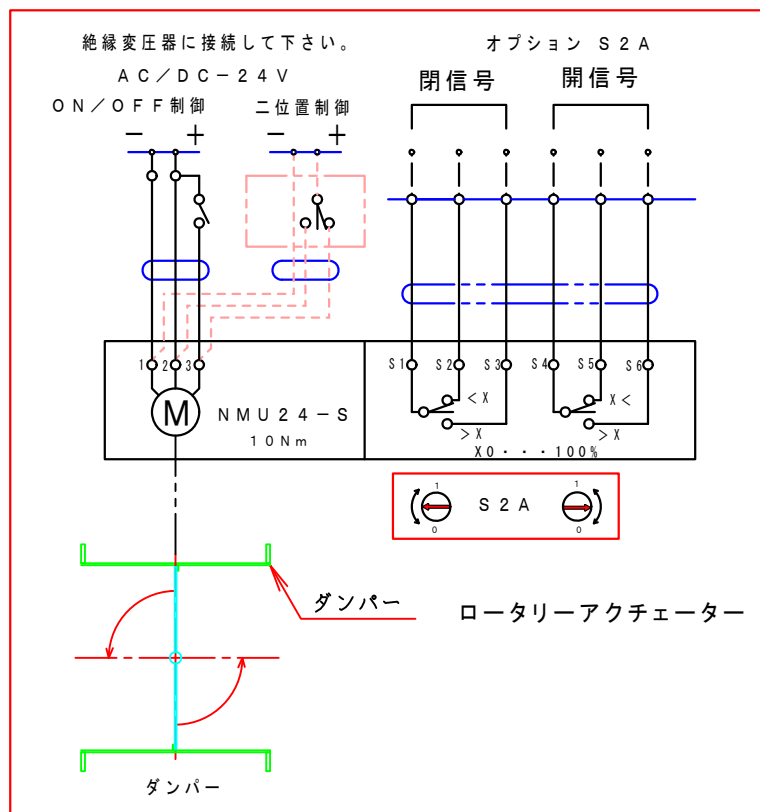 絶縁変圧器に接続して下さい。
AC/DC-24V
ON/OFF制御
二位置制御
- +
- +
オプション S2A
閉信号 開信号
1 2 3
S1 S2 S3 S4 S5 S6
M
NMU24-S
10Nm
<X
>X
X<
>X
X0・・・100%
1
0
S2A
1
0
ダンパー
ロータリーアクチェーター
ダンパー